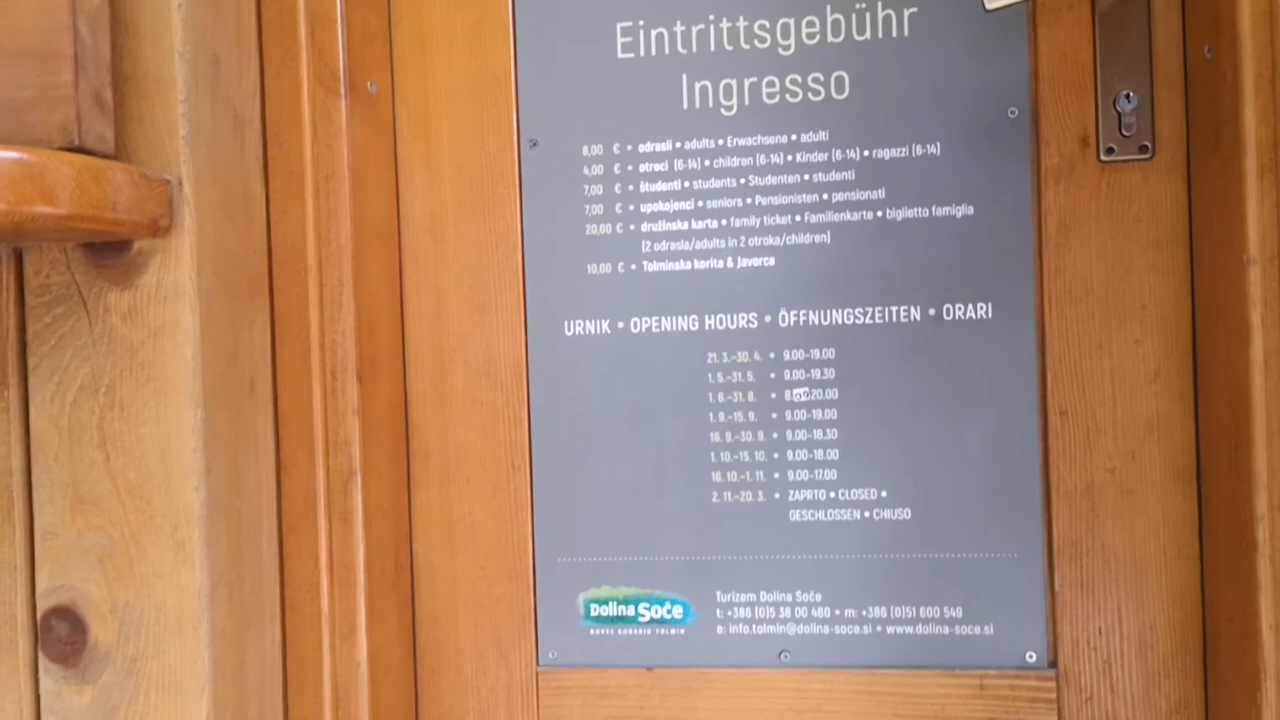 Eintrittsgebühr
Ingresso
8,00 € • odrasli • adults • Erwachsene • adulti
4,00 € • otroci (6-14) • children (6-14) • Kinder (6-14) • ragazzi (6-14)
7,00 € • študenti • students • Studenten • studenti
7,00 € • upokojenci • seniors • Pensionisten • pensionati
20,00 € • družinska karta • family ticket • Familienkarte • biglietto famiglia
(2 odrasla/adults in 2 otroka/children)
10,00 € • Tolminska korita & Javorca
URNIK • OPENING HOURS • ÖFFNUNGSZEITEN • ORARI
21. 3.–30. 4. • 9.00–19.00
1. 5.–31. 5. • 9.00–19.30
1. 6.–31. 8. • 8.00 20.00
1. 9.–15. 9. • 9.00–19.00
16. 9.–30. 9. • 9.00–18.30
1. 10.–15. 10. • 9.00–18.00
16. 10.–1. 11. • 9.00–17.00
2. 11.–20. 3. • ZAPRTO • CLOSED •
GESCHLOSSEN • CHIUSO
Dolina Soče
BOVEC KOBARID TOLMIN
Turizem Dolina Soče
t: +386 (0)5 38 00 480 • m: +386 (0)51 600 549
e: info.tolmin@dolina-soca.si • www.dolina-soca.si